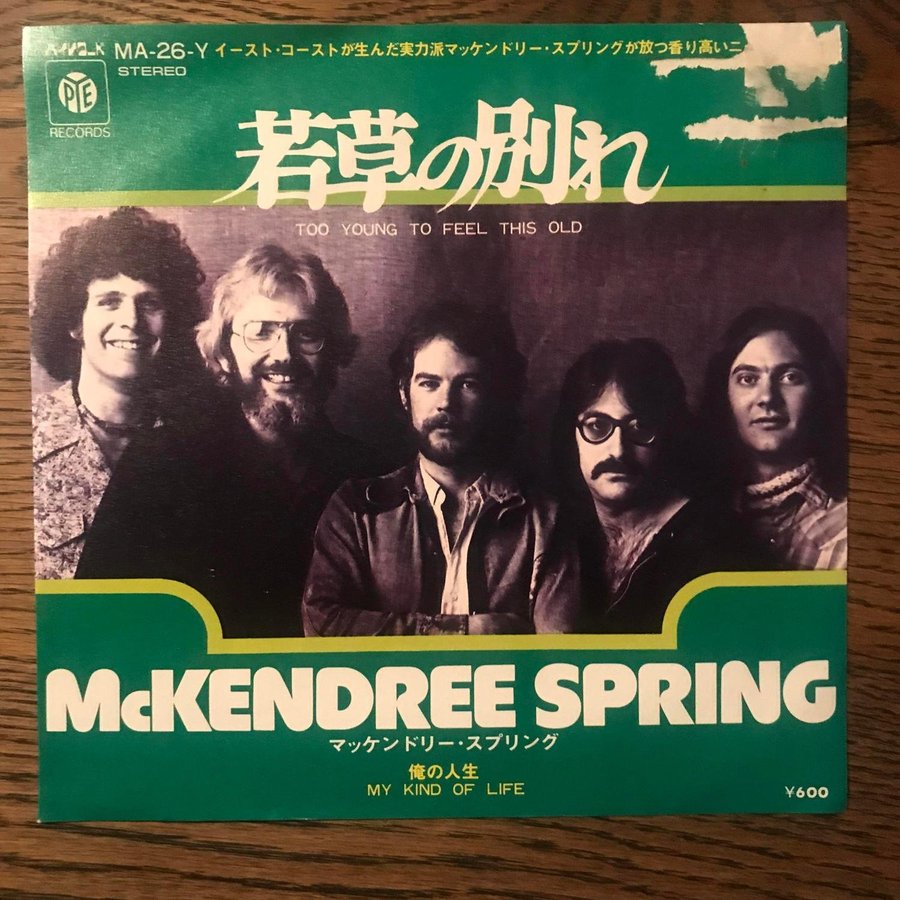 MA-26-Y イースト・コーストが生んだ実力派マッケンドリー・スプリングが放つ香り高い
STEREO
PYE
RECORDS
若草の別れ
TOO YOUNG TO FEEL THIS OLD
McKENDREE SPRING
マッケンドリー・スプリング
俺の人生
MY KIND OF LIFE
¥600